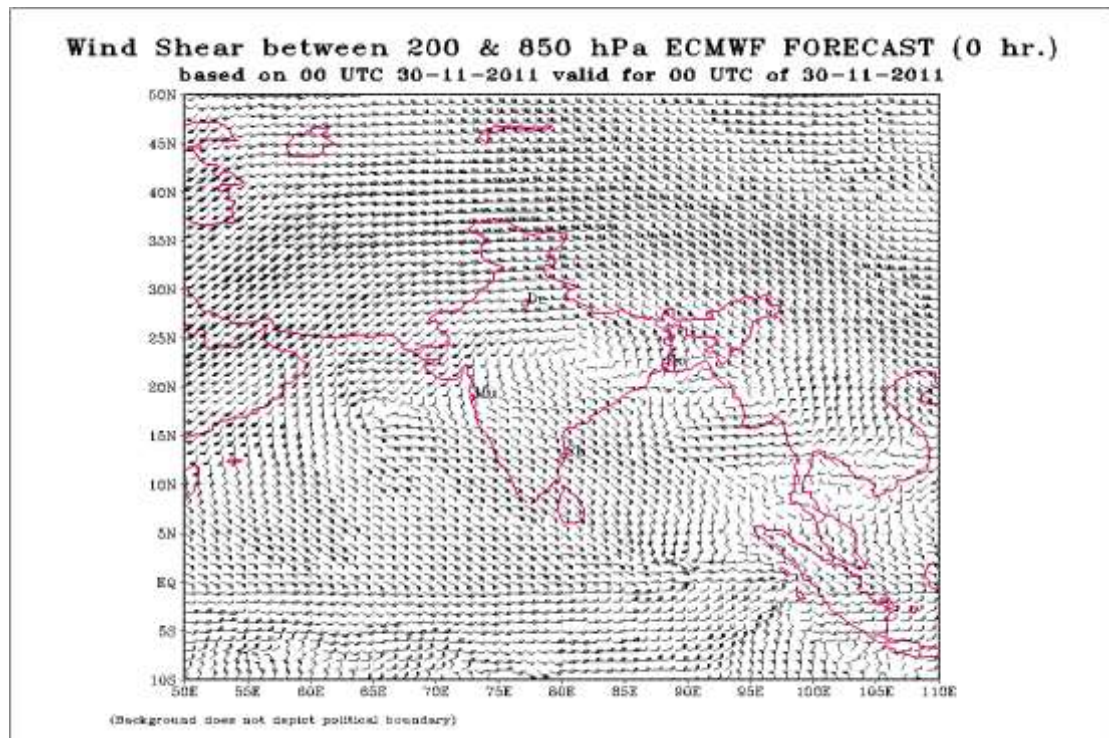 Wind Shear between 200 & 850 hPa ECMWF FORECAST (0 hr.)
based on 00 UTC 30-11-2011 valid for 00 UTC of 30-11-2011
50N
45N
40N
35N
30N
25N
20N
15N
10N
5N
EQ
5S
10S
50E 55E 60E 65E 70E 75E 80E 85E 90E 95E 100E 105E 110E
(Background does not depict political boundary)